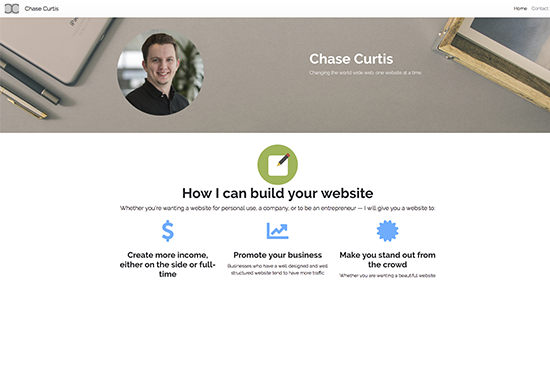 Chase Curtis
Home Contact
Chase Curtis
Changing the world wide web one website at a time.
How I can build your website
Whether you're wanting a website for personal use, a company, or to be an entrepreneur — I will give you a website to:
Create more income,
either on the side or full-
time
Promote your business
Businesses who have a well designed and well
structured website tend to have more traffic
Make you stand out from
the crowd
Whether you are wanting a beautiful website